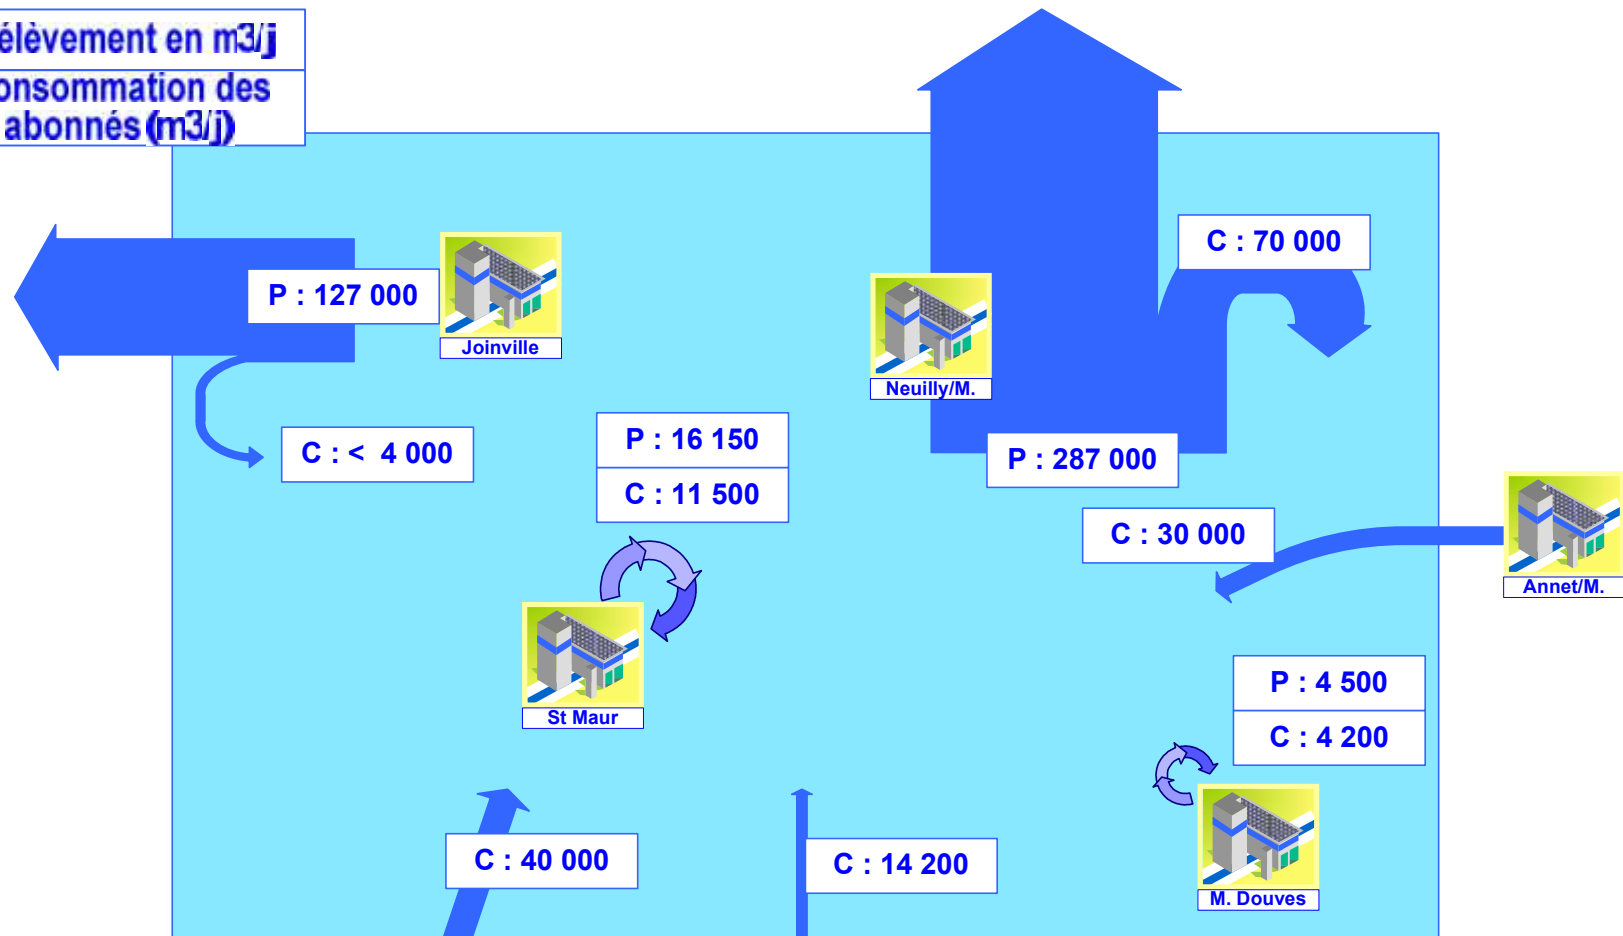 élèvement en m3/j
onsommation des
abonnés (m3/j)
C : 70 000
P : 127 000
Joinville
Neuilly/M.
C : < 4 000
P : 16 150
C : 11 500
P : 287 000
C : 30 000
Annet/M.
St Maur
P : 4 500
C : 4 200
C : 40 000
C : 14 200
M. Douves